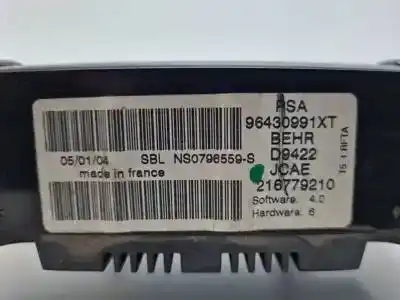 PSA
96430991XT
BEHR
D9422
JCAE
216779210
Software: 4.0
Hardware: 6
05/01/04 SBL NS0796559-S
made in france